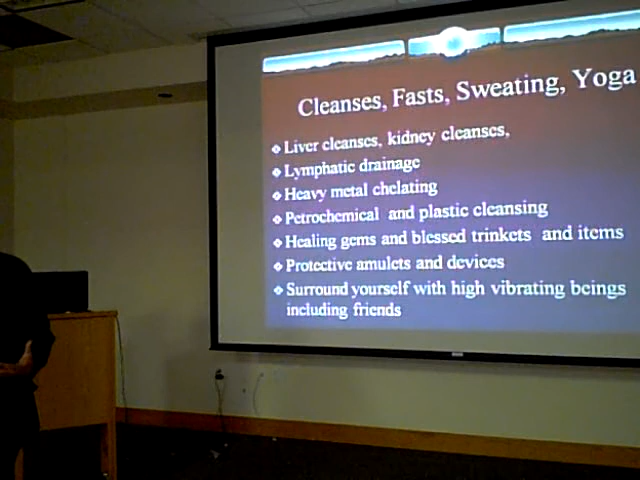 Cleanses, Fasts, Sweating, Yoga
❖ Liver cleanses, kidney cleanses,
❖ Lymphatic drainage
❖ Heavy metal chelating
❖ Petrochemical and plastic cleansing
❖ Healing gems and blessed trinkets and items
❖ Protective amulets and devices
❖ Surround yourself with high vibrating beings
including friends